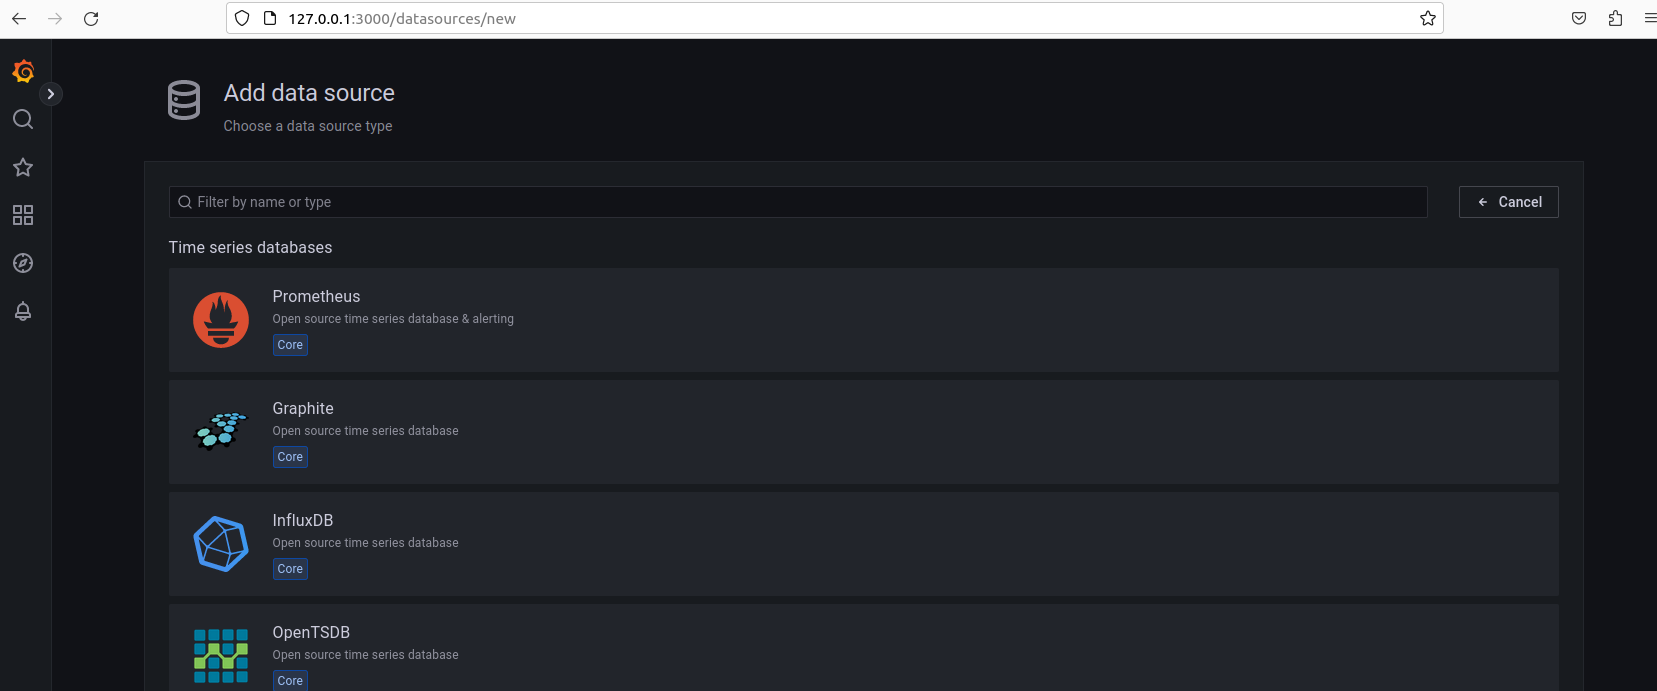 127.0.0.1:3000/datasources/new
Add data source
Choose a data source type
Filter by name or type
Cancel
Time series databases
Prometheus
Open source time series database & alerting
Core
Graphite
Open source time series database
Core
InfluxDB
Open source time series database
Core
OpenTSDB
Open source time series database
Core